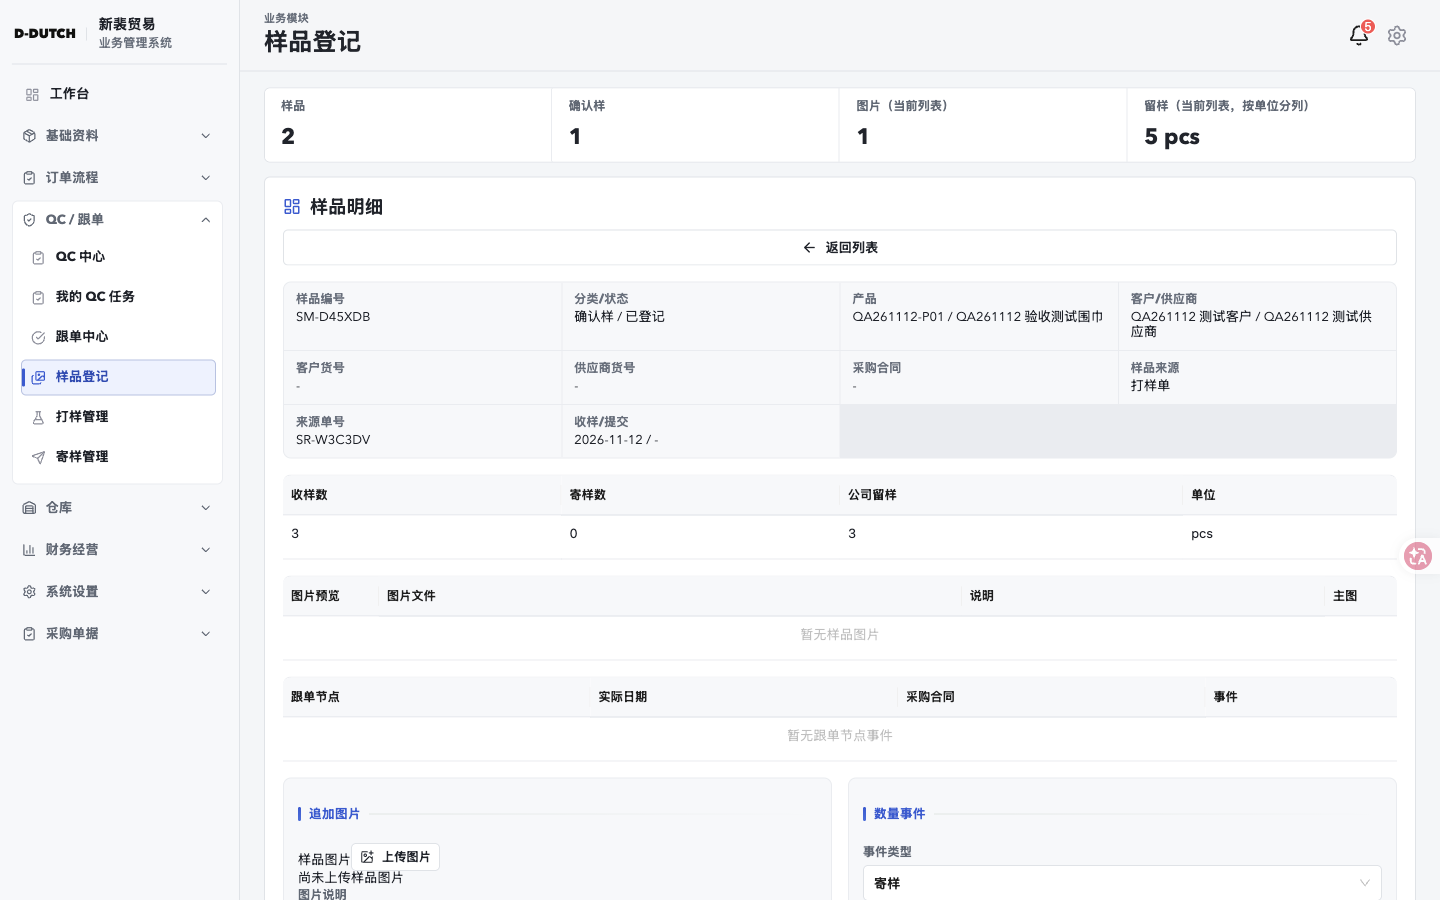 D-DUTCH
新裴贸易
业务管理系统
工作台
基础资料
订单流程
QC / 跟单
QC 中心
我的 QC 任务
跟单中心
样品登记
打样管理
寄样管理
仓库
财务经营
系统设置
采购单据
业务模块
样品登记
5
样品
2
确认样
1
图片（当前列表）
1
留样（当前列表，按单位分列）
5 pcs
样品明细
返回列表
样品编号
SM-D45XDB
分类/状态
确认样 / 已登记
产品
QA261112-P01 / QA261112 验收测试围巾
客户/供应商
QA261112 测试客户 / QA261112 测试供
应商
客户货号
-
供应商货号
-
采购合同
-
样品来源
打样单
来源单号
SR-W3C3DV
收样/提交
2026-11-12 / -
收样数 寄样数 公司留样 单位
3 0 3 pcs
图片预览 图片文件 说明 主图
暂无样品图片
跟单节点 实际日期 采购合同 事件
暂无跟单节点事件
追加图片
样品图片 上传图片
尚未上传样品图片
图片说明
数量事件
事件类型
寄样